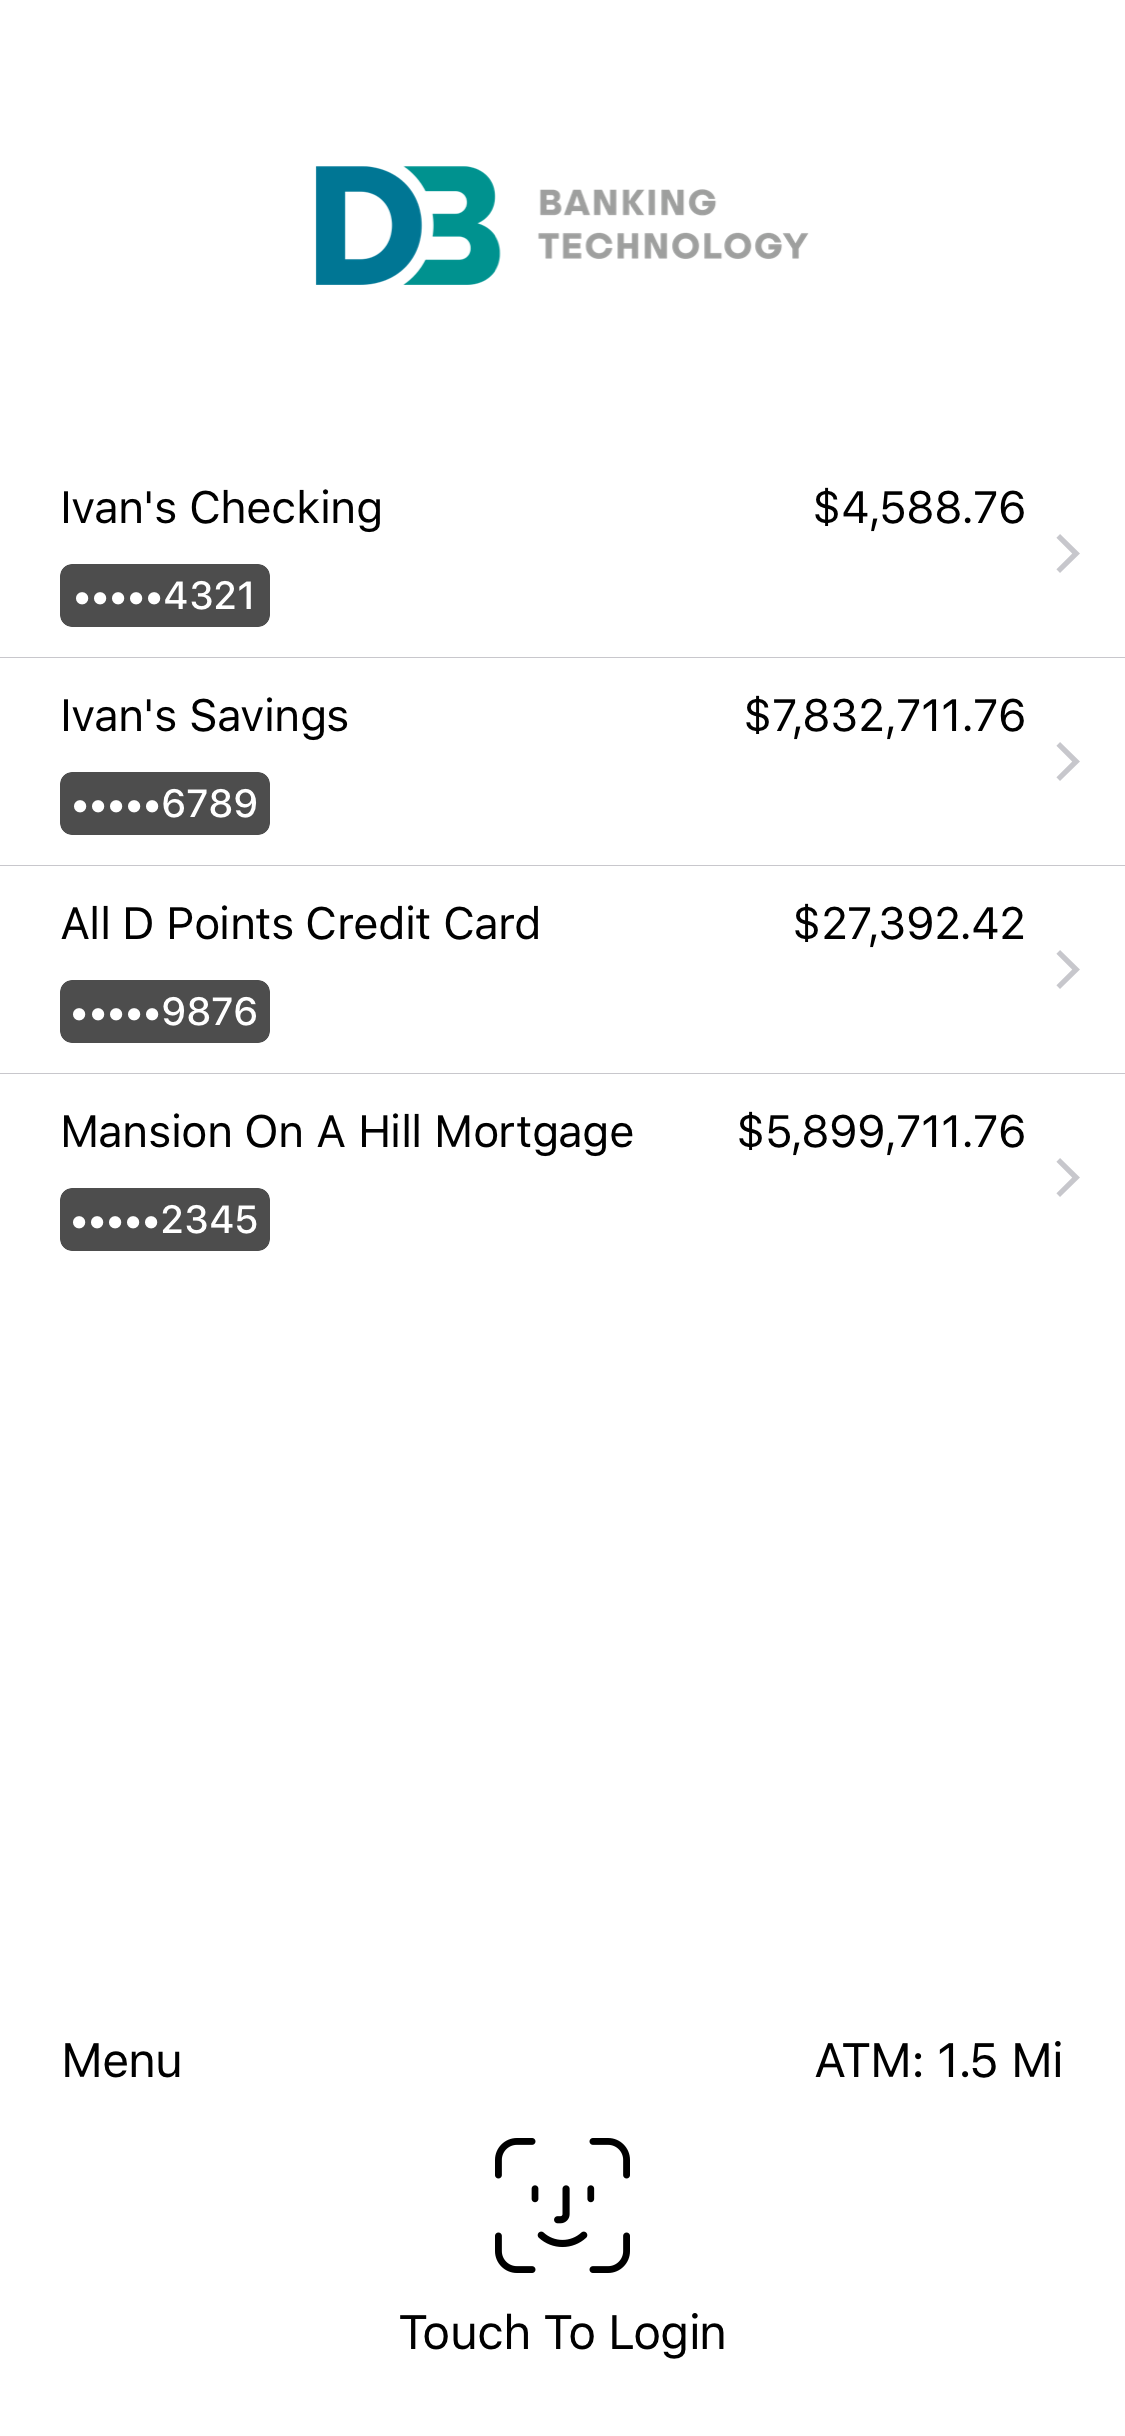 DB BANKING
TECHNOLOGY
Ivan's Checking $4,588.76
•••••4321
Ivan's Savings $7,832,711.76
•••••6789
All D Points Credit Card $27,392.42
•••••9876
Mansion On A Hill Mortgage $5,899,711.76
•••••2345
Menu ATM: 1.5 Mi
Touch To Login